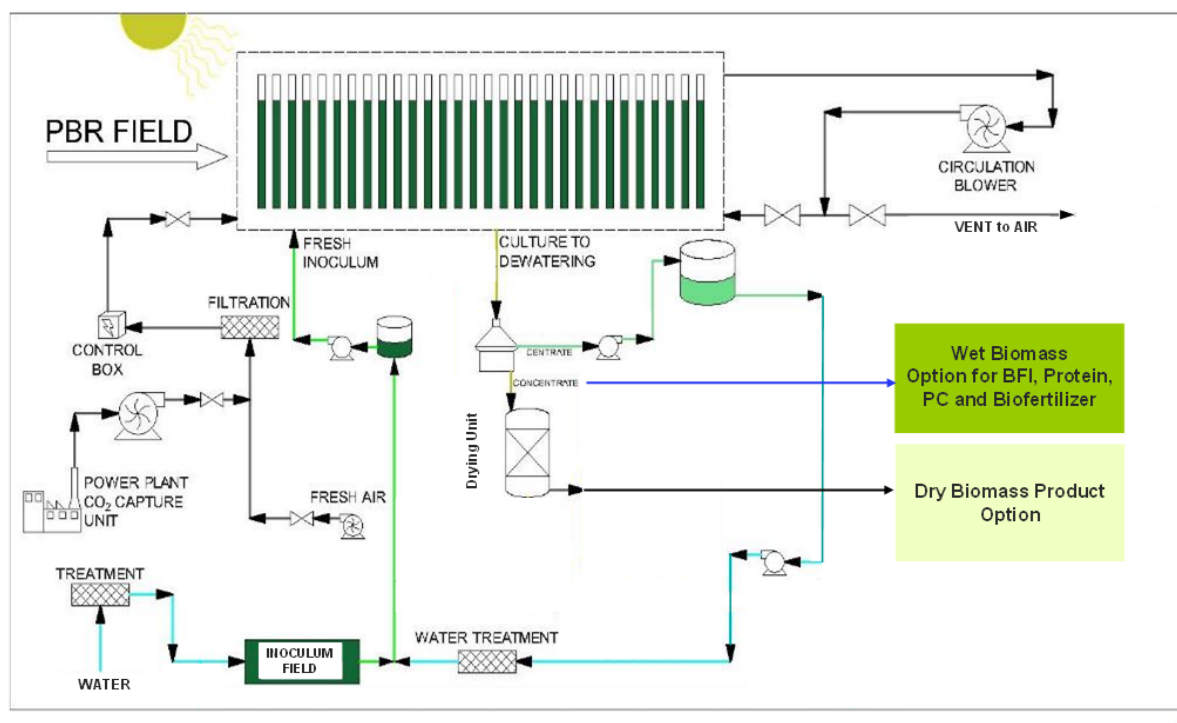 PBR FIELD
CIRCULATION
BLOWER
VENT to AIR
FRESH
INOCULUM
CULTURE TO
DEWATERING
FILTRATION
CONTROL
BOX
CENTRATE
CONCENTRATE
Wet Biomass
Option for BFI, Protein,
PC and Biofertilizer
Drying Unit
POWER PLANT
CO₂ CAPTURE
UNIT
FRESH AIR
Dry Biomass Product
Option
TREATMENT
WATER
INOCULUM
FIELD
WATER TREATMENT